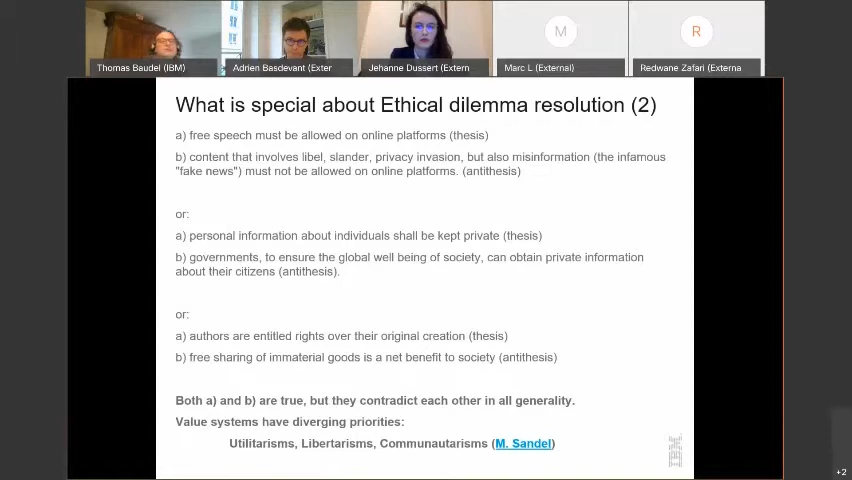 Thomas Baudel (IBM)
Adrien Basdevant (Exter
Jehanne Dussert (Extern
M
Marc L (External)
R
Redwane Zafari (Externa
What is special about Ethical dilemma resolution (2)
a) free speech must be allowed on online platforms (thesis)
b) content that involves libel, slander, privacy invasion, but also misinformation (the infamous
"fake news") must not be allowed on online platforms. (antithesis)
or:
a) personal information about individuals shall be kept private (thesis)
b) governments, to ensure the global well being of society, can obtain private information
about their citizens (antithesis).
or:
a) authors are entitled rights over their original creation (thesis)
b) free sharing of immaterial goods is a net benefit to society (antithesis)
Both a) and b) are true, but they contradict each other in all generality.
Value systems have diverging priorities:
Utilitarisms, Libertarisms, Communautarisms (M. Sandel)
IBM
+2